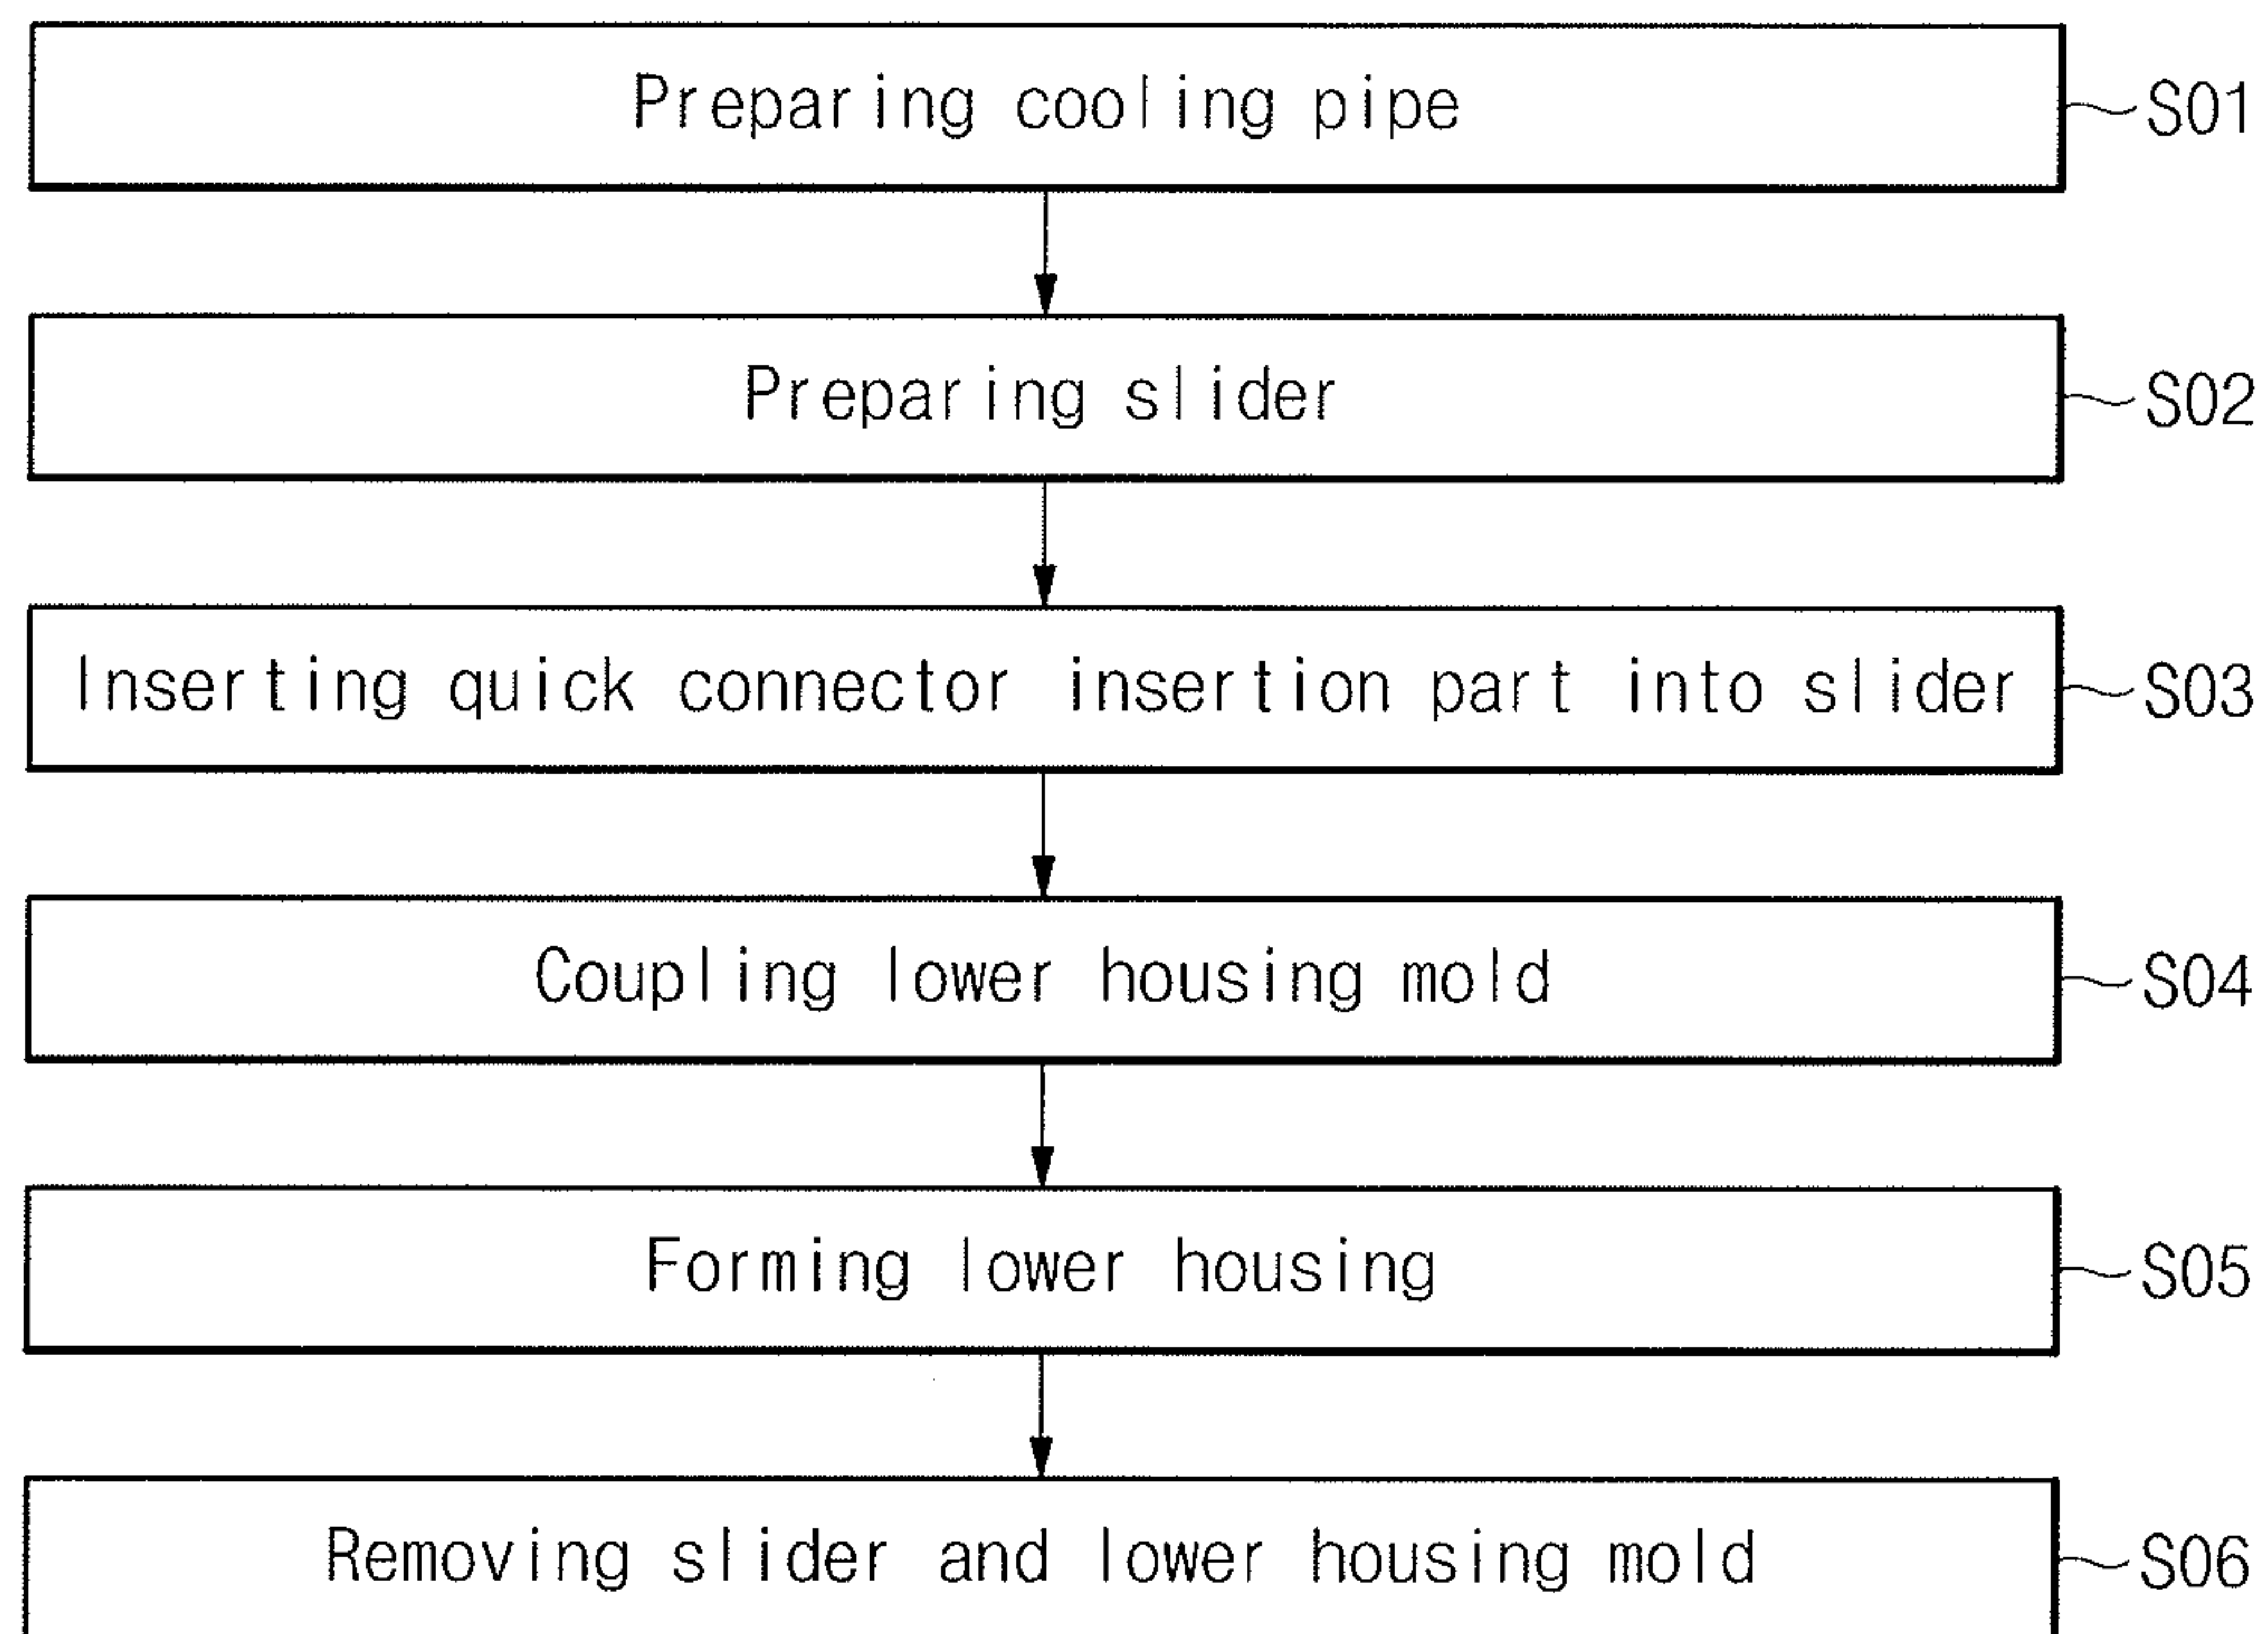 Preparing cooling pipe S01
Preparing slider S02
Inserting quick connector insertion part into slider S03
Coupling lower housing mold S04
Forming lower housing S05
Removing slider and lower housing mold S06